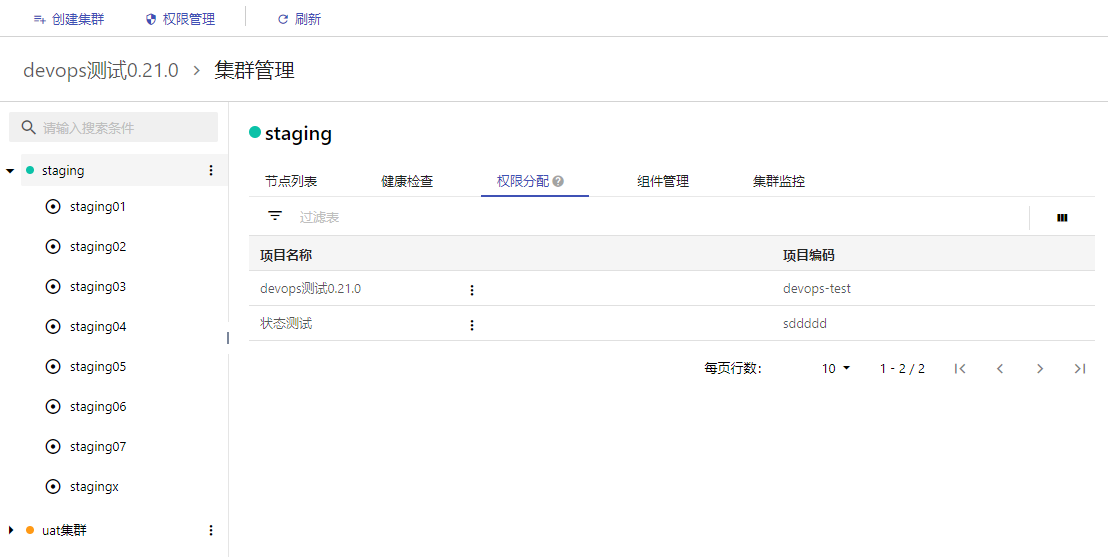 创建集群 权限管理 刷新
devops测试0.21.0 > 集群管理
请输入搜索条件
staging
staging01
staging02
staging03
staging04
staging05
staging06
staging07
stagingx
uat集群
staging
节点列表 健康检查 权限分配 ? 组件管理 集群监控
过滤表
项目名称 项目编码
devops测试0.21.0 devops-test
状态测试 sddddd
每页行数: 10 1 - 2 / 2